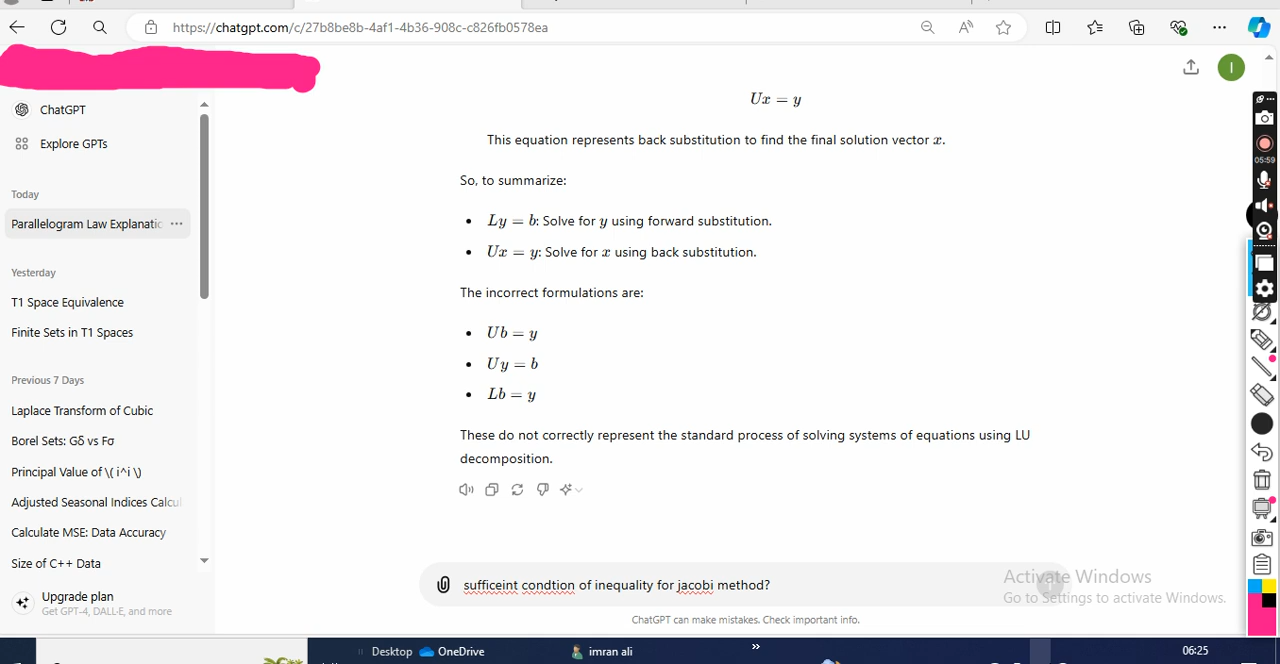 https://chatgpt.com/c/27b8be8b-4af1-4b36-908c-c826fb0578ea
I
05:59
ChatGPT
Explore GPTs
Today
Parallelogram Law Explanatic
Yesterday
T1 Space Equivalence
Finite Sets in T1 Spaces
Previous 7 Days
Laplace Transform of Cubic
Borel Sets: Gδ vs Fσ
Principal Value of \( i^i \)
Adjusted Seasonal Indices Calcul
Calculate MSE: Data Accuracy
Size of C++ Data
Upgrade plan
Get GPT-4, DALL·E, and more
Ux = y
This equation represents back substitution to find the final solution vector x.
So, to summarize:
• Ly = b: Solve for y using forward substitution.
• Ux = y: Solve for x using back substitution.
The incorrect formulations are:
• Ub = y
• Uy = b
• Lb = y
These do not correctly represent the standard process of solving systems of equations using LU
decomposition.
sufficeint condtion of inequality for jacobi method?
Activate Windows
Go to Settings to activate Windows.
ChatGPT can make mistakes. Check important info.
Desktop OneDrive imran ali » 06:25